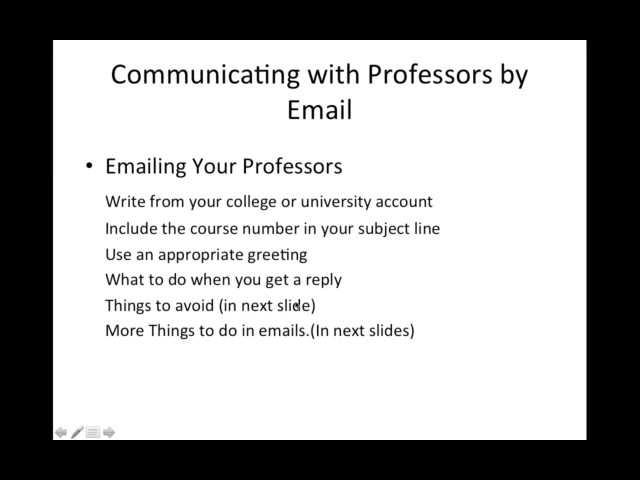 Communicating with Professors by
Email
• Emailing Your Professors
Write from your college or university account
Include the course number in your subject line
Use an appropriate greeting
What to do when you get a reply
Things to avoid (in next slide)
More Things to do in emails.(In next slides)